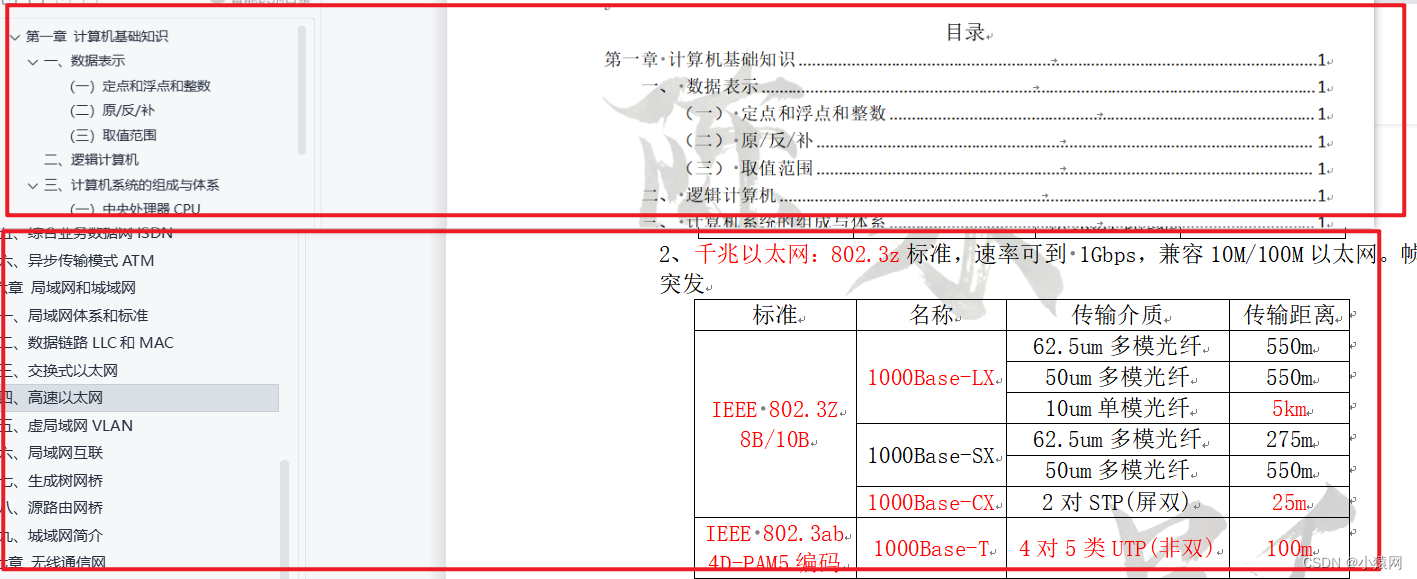 第一章 计算机基础知识
一、数据表示
(一) 定点和浮点和整数
(二) 原/反/补
(三) 取值范围
二、逻辑计算机
三、计算机系统的组成与体系
(一) 中央处理器 CPU
目录
第一章 计算机基础知识 1
一、数据表示 1
(一) 定点和浮点和整数 1
(二) 原/反/补 1
(三) 取值范围 1
二、逻辑计算机 1
计算机系统的组成与体系 1
五、综合业务数据网 ISDN
六、异步传输模式 ATM
章 局域网和城域网
一、局域网体系和标准
二、数据链路 LLC 和 MAC
三、交换式以太网
四、高速以太网
五、虚局域网 VLAN
六、局域网互联
七、生成树网桥
八、源路由网桥
九、城域网简介
章 无线通信网
2、千兆以太网：802.3z 标准，速率可到 1Gbps，兼容 10M/100M 以太网。帧
突发
标准 名称 传输介质 传输距离
IEEE 802.3Z
8B/10B
1000Base-LX
62.5um 多模光纤 550m
50um 多模光纤 550m
10um 单模光纤 5km
1000Base-SX
62.5um 多模光纤 275m
50um 多模光纤 550m
1000Base-CX 2 对 STP(屏双) 25m
IEEE 802.3ab
4D-PAM5 编码
1000Base-T 4 对 5 类 UTP(非双) 100m
CSDN @小猿网